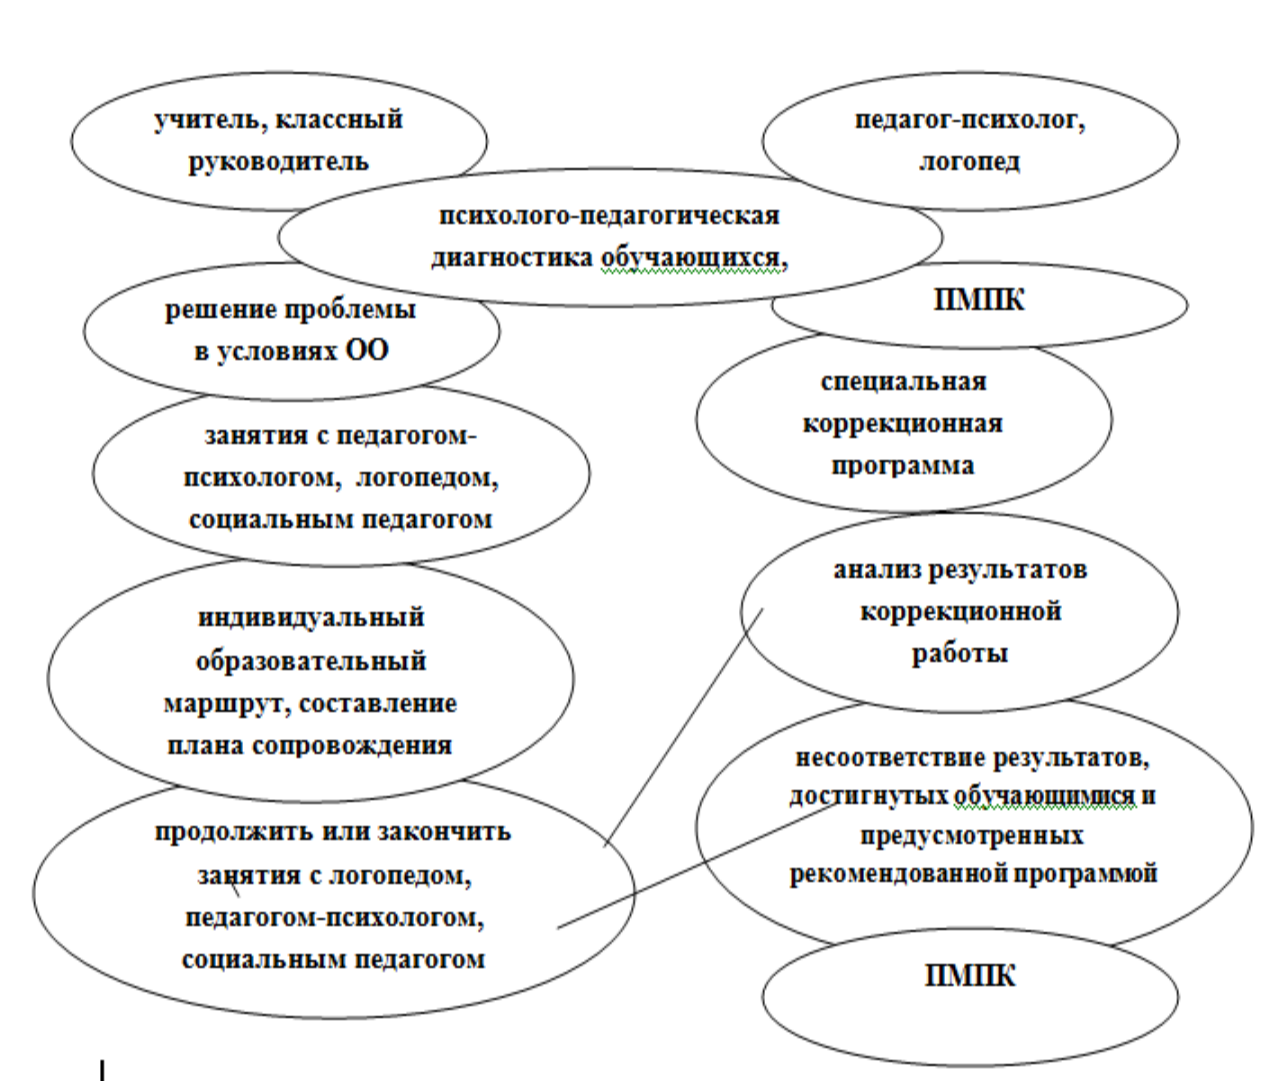 учитель, классный
руководитель
педагог-психолог,
логопед
психолого-педагогическая
диагностика обучающихся,
решение проблемы
в условиях ОО
ПМПК
занятия с педагогом-
психологом, логопедом,
социальным педагогом
специальная
коррекционная
программа
индивидуальный
образовательный
маршрут, составление
плана сопровождения
анализ результатов
коррекционной
работы
продолжить или закончить
занятия с логопедом,
педагогом-психологом,
социальным педагогом
несоответствие результатов,
достигнутых обучающимися и
предусмотренных
рекомендованной программой
ПМПК